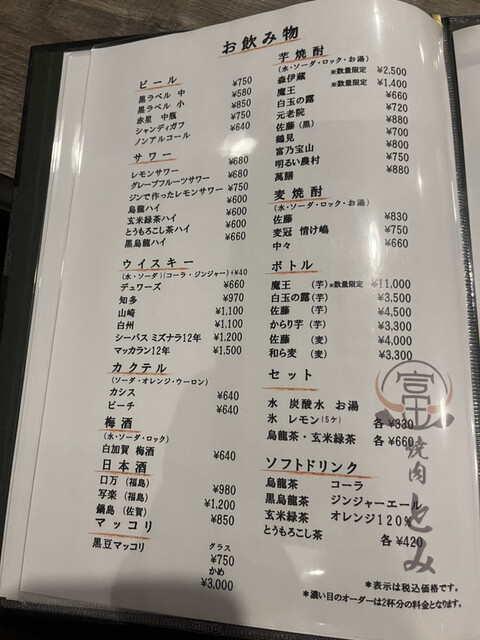 お飲み物
ビール
黒ラベル 中 ¥750
黒ラベル 小 ¥580
赤星 中瓶 ¥850
シャンディガフ ¥750
ノンアルコール ¥640
サワー
レモンサワー ¥680
グレープフルーツサワー ¥680
ジンで作ったレモンサワー ¥750
烏龍ハイ ¥600
玄米緑茶ハイ ¥600
とうもろこし茶ハイ ¥600
黒烏龍ハイ ¥660
ウイスキー
(水・ソーダ)(コーラ・ジンジャー)+¥40
デュワーズ ¥660
知多 ¥970
山崎 ¥1,100
白州 ¥1,100
シーバス ミズナラ12年 ¥1,200
マッカラン12年 ¥1,500
カクテル
(ソーダ・オレンジ・ウーロン)
カシス ¥640
ピーチ ¥640
梅酒
(水・ソーダ・ロック)
白加賀 梅酒 ¥640
日本酒
口万 (福島) ¥980
写楽 (福島) ¥1,200
鍋島 (佐賀) ¥850
マッコリ
黒豆マッコリ グラス
¥750
かめ
¥3,000
芋焼酎
(水・ソーダ・ロック・お湯)
森伊蔵 ※数量限定 ¥2,500
魔王 ※数量限定 ¥1,400
白玉の露 ¥660
元老院 ¥720
佐藤 (黒) ¥880
鶴見 ¥700
富乃宝山 ¥800
明るい農村 ¥750
萬膳 ¥880
麦焼酎
(水・ソーダ・ロック・お湯)
佐藤 ¥830
麦冠 情け嶋 ¥750
中々 ¥660
ボトル
魔王 (芋) ※数量限定 ¥11,000
白玉の露 (芋) ¥3,500
佐藤 (芋) ¥4,500
からり芋 (芋) ¥3,300
佐藤 (麦) ¥4,000
和ら麦 (麦) ¥3,300
セット
水 炭酸水 お湯
氷 レモン(5ケ) 各 ¥330
烏龍茶・玄米緑茶 各 ¥660
ソフトドリンク
烏龍茶 コーラ
黒烏龍茶 ジンジャーエール
玄米緑茶 オレンジ120%
とうもろこし茶 各 ¥420
焼肉 とみ
*表示は税込価格です。
*濃い目のオーダーは2杯分の料金となります。